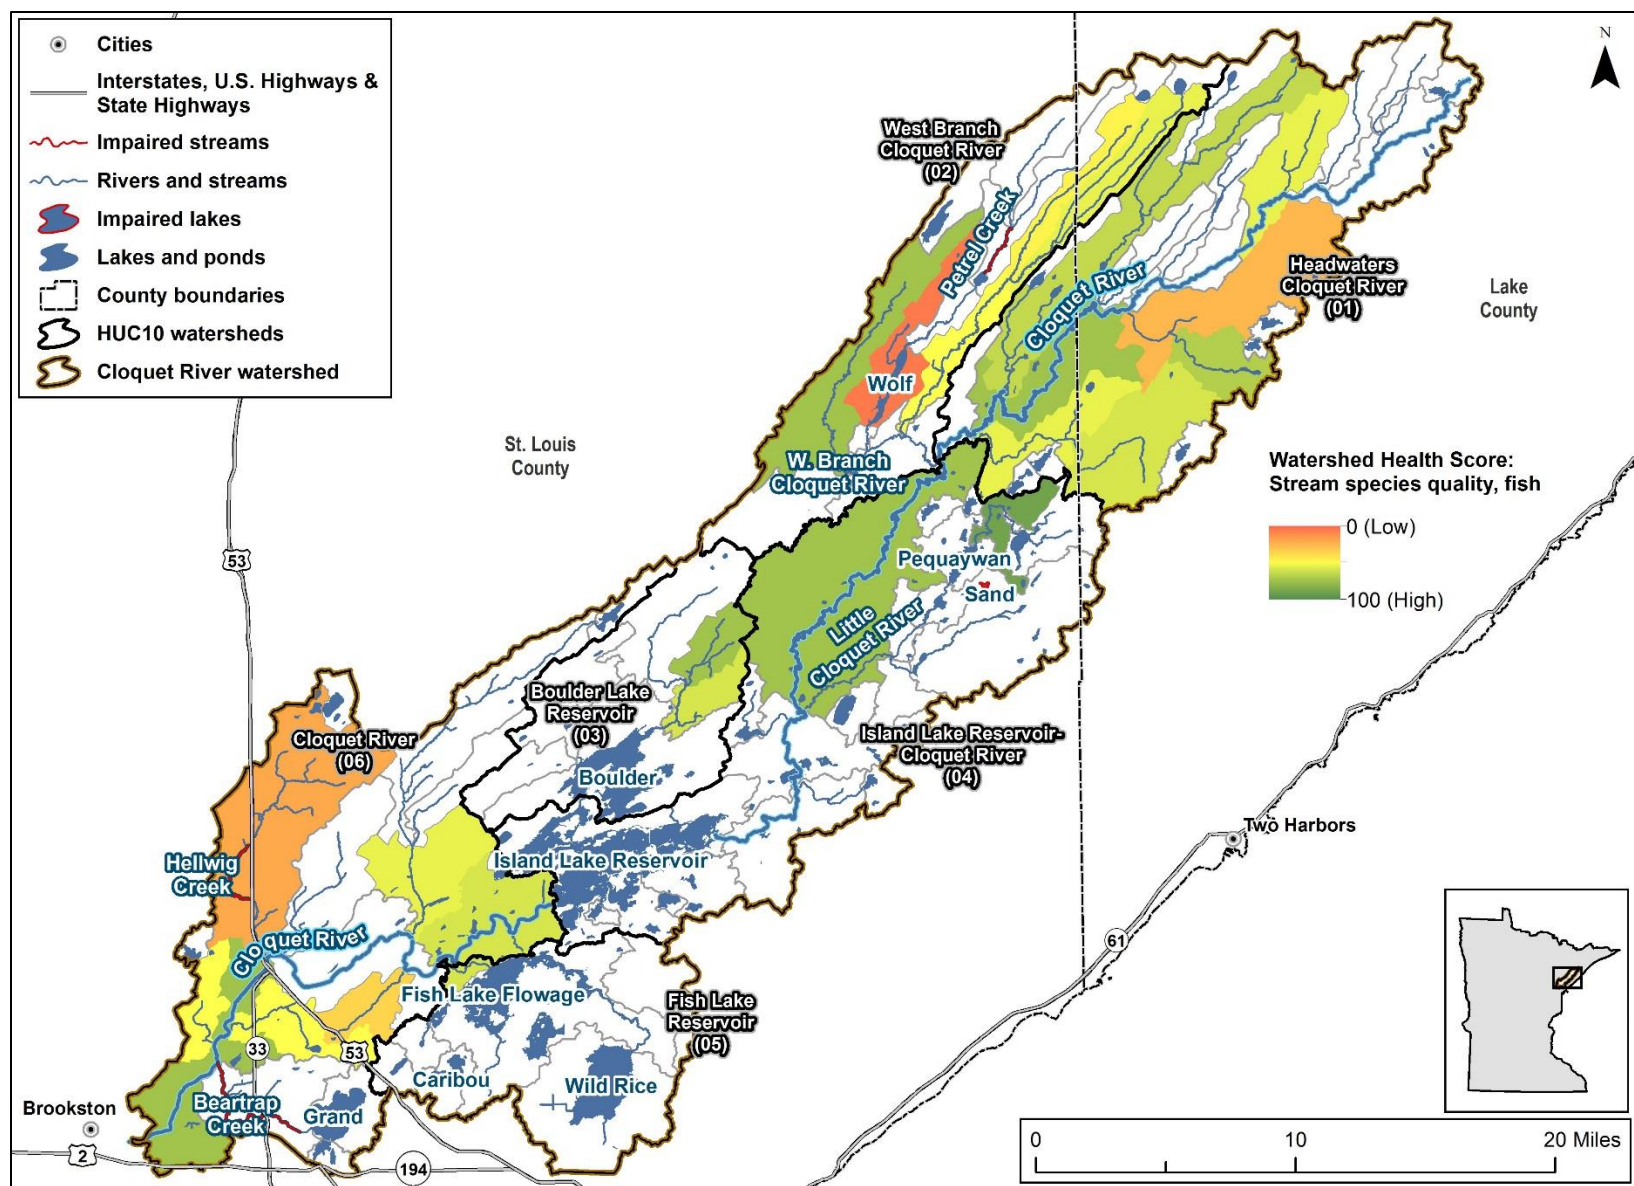 Cities
Interstates, U.S. Highways &
State Highways
Impaired streams
Rivers and streams
Impaired lakes
Lakes and ponds
County boundaries
HUC10 watersheds
Cloquet River watershed
N
West Branch
Cloquet River
(02)
Petrel Creek
Cloquet River
Headwaters
Cloquet River
(01)
Lake
County
Wolf
St. Louis
County
W. Branch
Cloquet River
Watershed Health Score:
Stream species quality, fish
0 (Low)
100 (High)
53
Pequaywan
Sand
Little
Cloquet River
Boulder Lake
Reservoir
(03)
Cloquet River
(06)
Island Lake Reservoir-
Cloquet River
(04)
Boulder
Two Harbors
Island Lake Reservoir
Hellwig
Creek
Cloquet River
61
Fish Lake Flowage
Fish Lake
Reservoir
(05)
33
53
Caribou
Wild Rice
Brookston
Beartrap
Creek
Grand
2
194
0
10
20 Miles